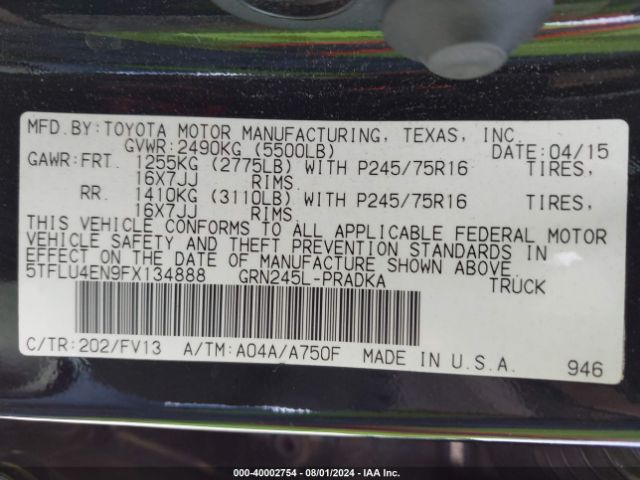 MFD.BY:TOYOTA MOTOR MANUFACTURING, TEXAS, INC.
GVWR:2490KG (5500LB) DATE:04/15
GAWR:FRT. 1255KG (2775LB) WITH P245/75R16 TIRES,
16X7JJ RIMS.
RR. 1410KG (3110LB) WITH P245/75R16 TIRES,
16X7JJ RIMS.
THIS VEHICLE CONFORMS TO ALL APPLICABLE FEDERAL MOTOR
VEHICLE SAFETY AND THEFT PREVENTION STANDARDS IN
EFFECT ON THE DATE OF MANUFACTURE SHOWN ABOVE.
5TFLU4EN9FX134888 GRN245L-PRADKA TRUCK
C/TR:202/FV13 A/TM:A04A/A750F MADE IN U.S.A. 946
000-40002754 - 08/01/2024 - IAA Inc.